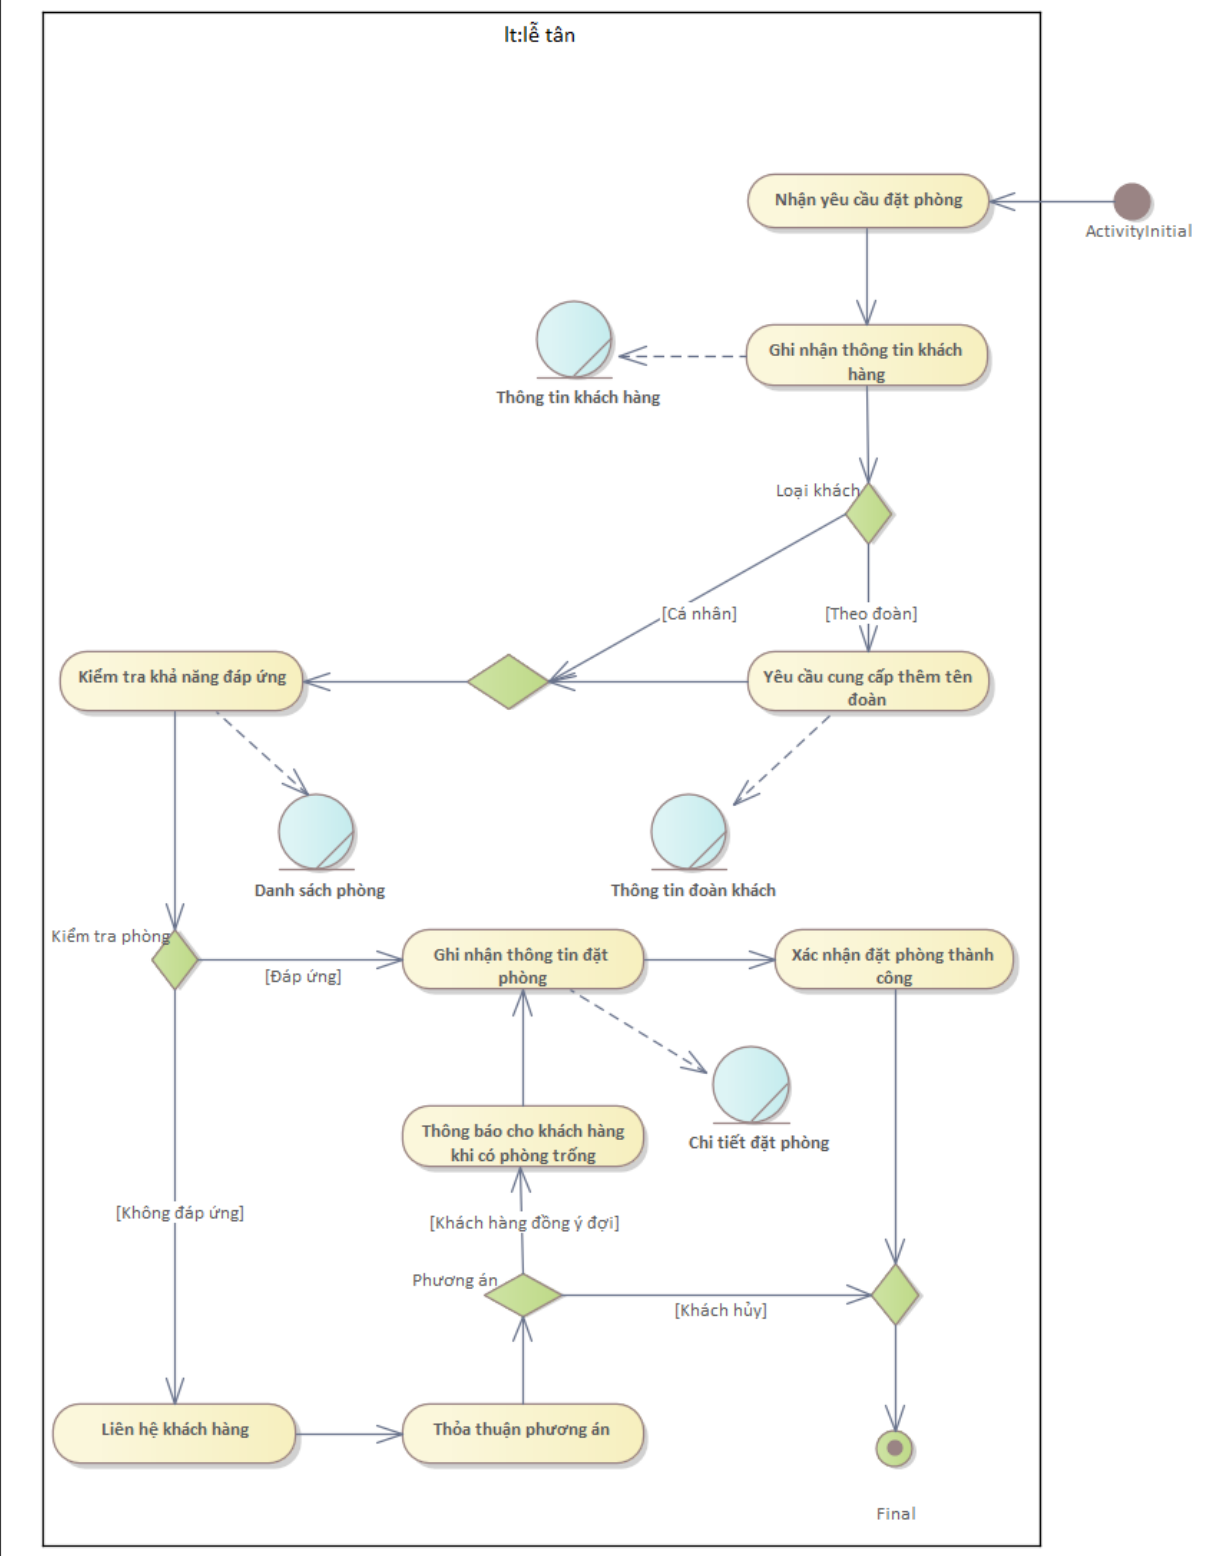 lt:lễ tân
Nhận yêu cầu đặt phòng
ActivityInitial
Ghi nhận thông tin khách
hàng
Thông tin khách hàng
Loại khách
[Cá nhân]
[Theo đoàn]
Kiểm tra khả năng đáp ứng
Yêu cầu cung cấp thêm tên
đoàn
Danh sách phòng
Thông tin đoàn khách
Kiểm tra phòng
[Đáp ứng]
Ghi nhận thông tin đặt
phòng
Xác nhận đặt phòng thành
công
Thông báo cho khách hàng
khi có phòng trống
Chi tiết đặt phòng
[Không đáp ứng]
[Khách hàng đồng ý đợi]
Phương án
[Khách hủy]
Liên hệ khách hàng
Thỏa thuận phương án
Final